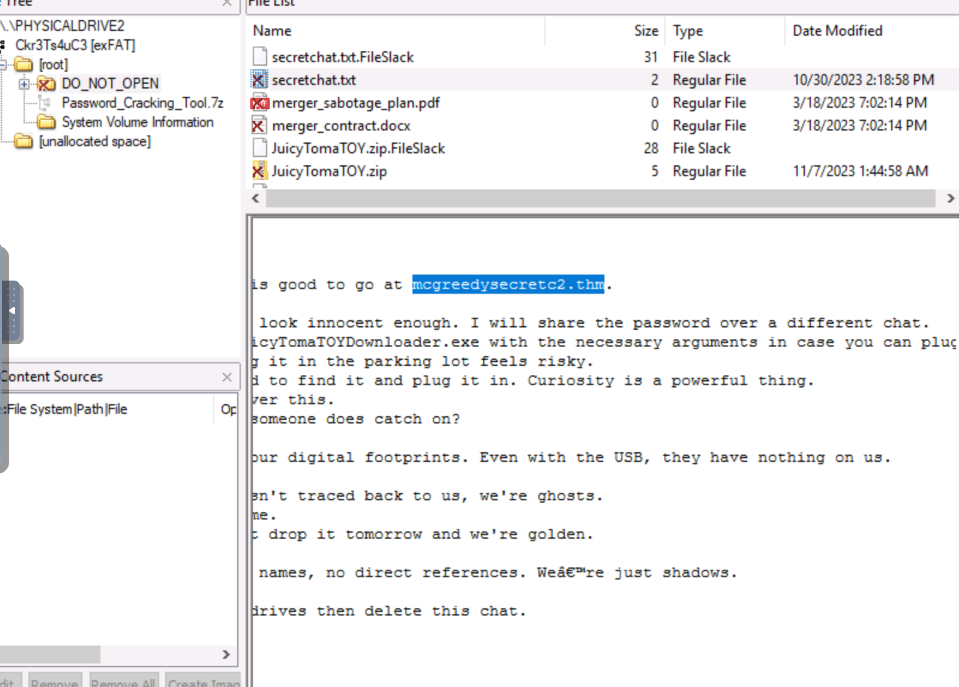 Tree
File List
\\.\PHYSICALDRIVE2
Ckr3Ts4uC3 [exFAT]
[root]
DO_NOT_OPEN
Password_Cracking_Tool.7z
System Volume Information
[unallocated space]
Name Size Type Date Modified
secretchat.txt.FileSlack 31 File Slack
secretchat.txt 2 Regular File 10/30/2023 2:18:58 PM
merger_sabotage_plan.pdf 0 Regular File 3/18/2023 7:02:14 PM
merger_contract.docx 0 Regular File 3/18/2023 7:02:14 PM
JuicyTomaTOY.zip.FileSlack 28 File Slack
JuicyTomaTOY.zip 5 Regular File 11/7/2023 1:44:58 AM
is good to go at mcgreedysecretc2.thm.
look innocent enough. I will share the password over a different chat.
icyTomaTOYDownloader.exe with the necessary arguments in case you can plug
g it in the parking lot feels risky.
d to find it and plug it in. Curiosity is a powerful thing.
ver this.
someone does catch on?
our digital footprints. Even with the USB, they have nothing on us.
sn't traced back to us, we're ghosts.
me.
t drop it tomorrow and we're golden.
names, no direct references. Weâ€™re just shadows.
drives then delete this chat.
Content Sources
:File System|Path|File Op
dit Remove Remove All Create Imag